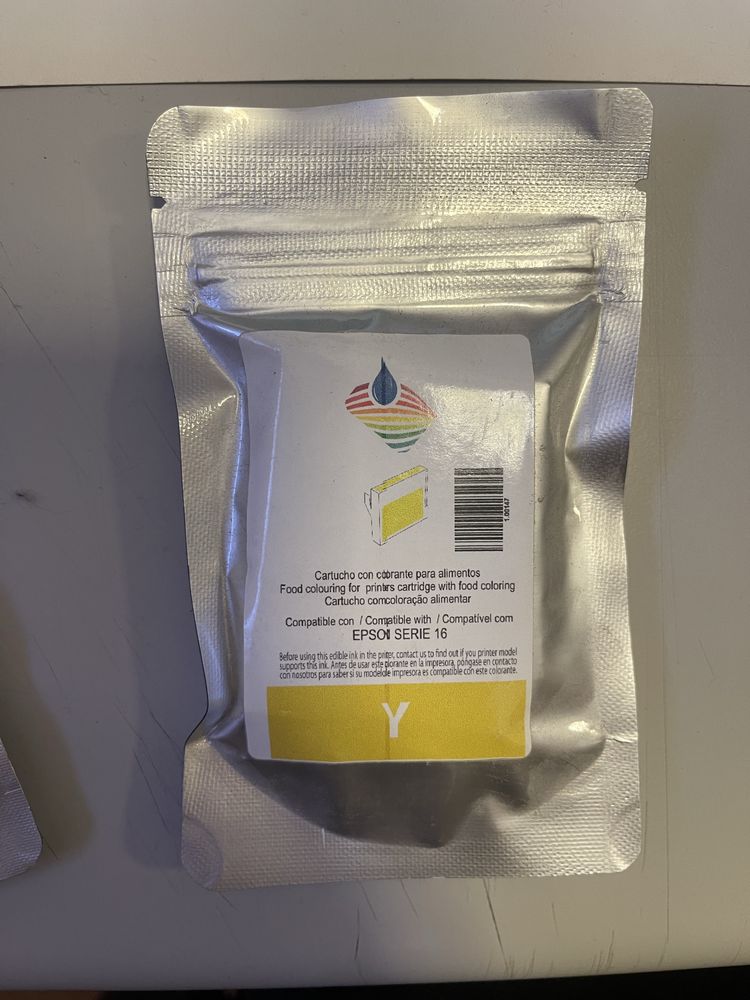 1.00147
Cartucho con colorante para alimentos
Food colouring for printers cartridge with food coloring
Cartucho com coloração alimentar
Compatible con / Compatible with / Compatível com
EPSON SERIE 16
Before using this edible ink in the printer, contact us to find out if you printer model
supports this ink. Antes de usar este colorante en la impresora, póngase en contacto
con nosotros para saber si su modelo de impresora es compatible con este colorante.
Y